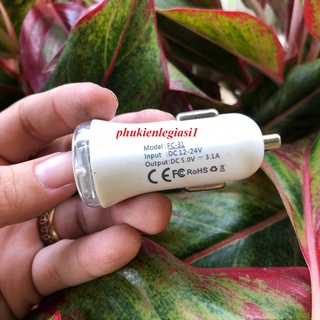 phukienlegiasi1
Model: FC-31
Input :DC 12-24V
Output:DC 5.0V ⎓ 3.1A
CE FC RoHS